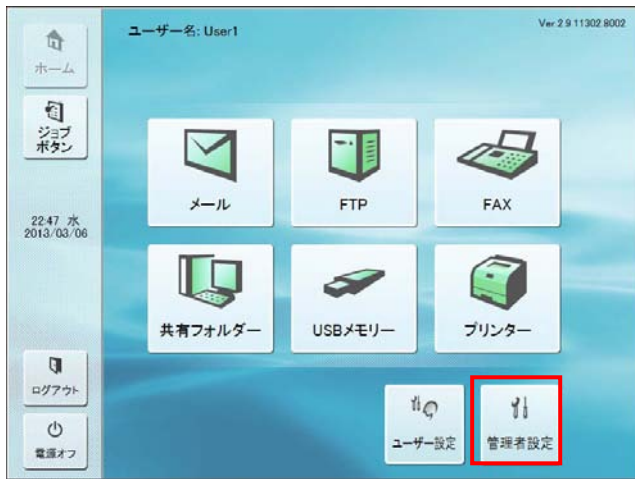 ユーザー名: User1
Ver.2.9.11302.8002
ホーム
ジョブ
ボタン
22:47 水
2013/03/06
メール
FTP
FAX
共有フォルダー
USBメモリー
プリンター
ログアウト
電源オフ
ユーザー設定
管理者設定